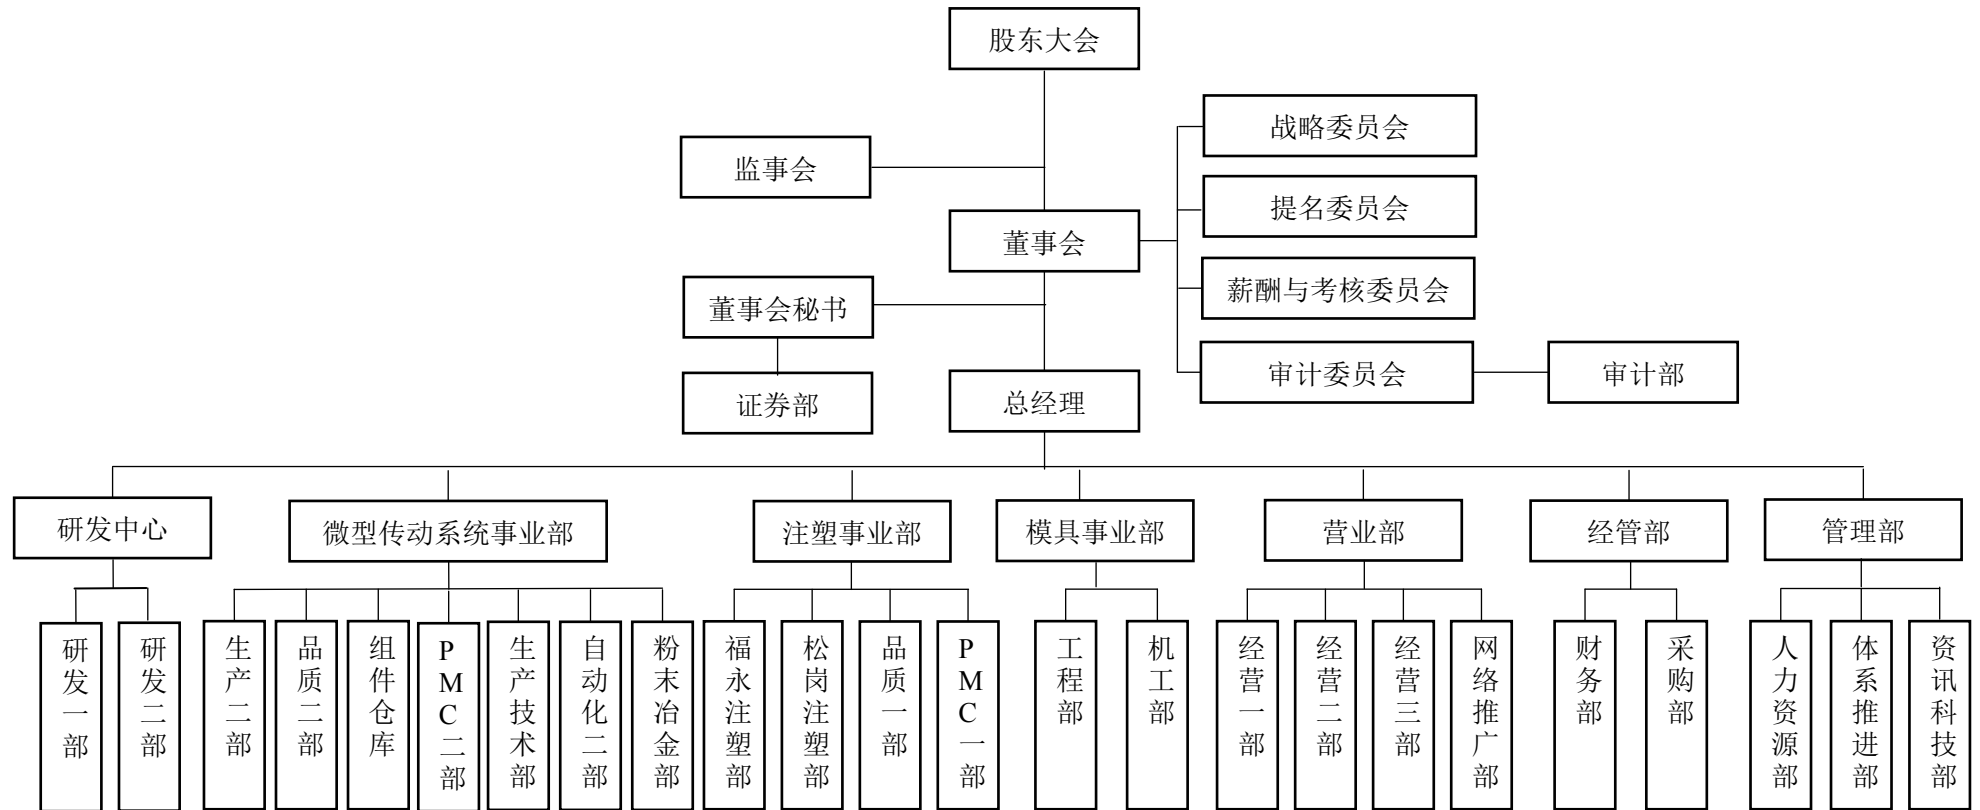 股东大会
战略委员会
监事会
提名委员会
董事会
薪酬与考核委员会
董事会秘书
审计委员会
审计部
证券部
总经理
研发中心
微型传动系统事业部
注塑事业部
模具事业部
营业部
经管部
管理部
研发一部
研发二部
生产二部
品质二部
组件仓库
PMC二部
生产技术部
自动化二部
粉末冶金部
福永注塑部
松岗注塑部
品质一部
PMC一部
工程部
机工部
经营一部
经营二部
经营三部
网络推广部
财务部
采购部
人力资源部
体系推进部
资讯科技部